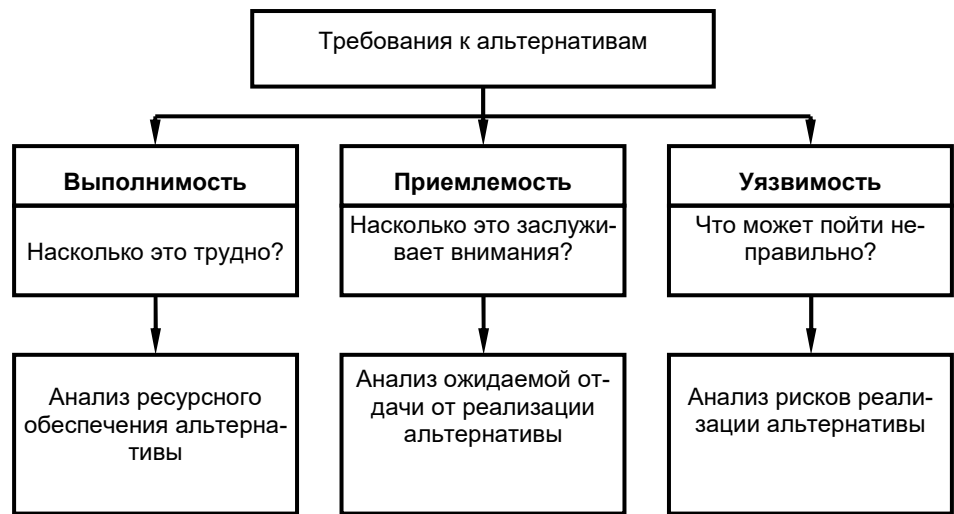 Требования к альтернативам
Выполнимость
Насколько это трудно?
Анализ ресурсного
обеспечения альтерна-
тивы
Приемлемость
Насколько это заслужи-
вает внимания?
Анализ ожидаемой от-
дачи от реализации
альтернативы
Уязвимость
Что может пойти не-
правильно?
Анализ рисков реали-
зации альтернативы